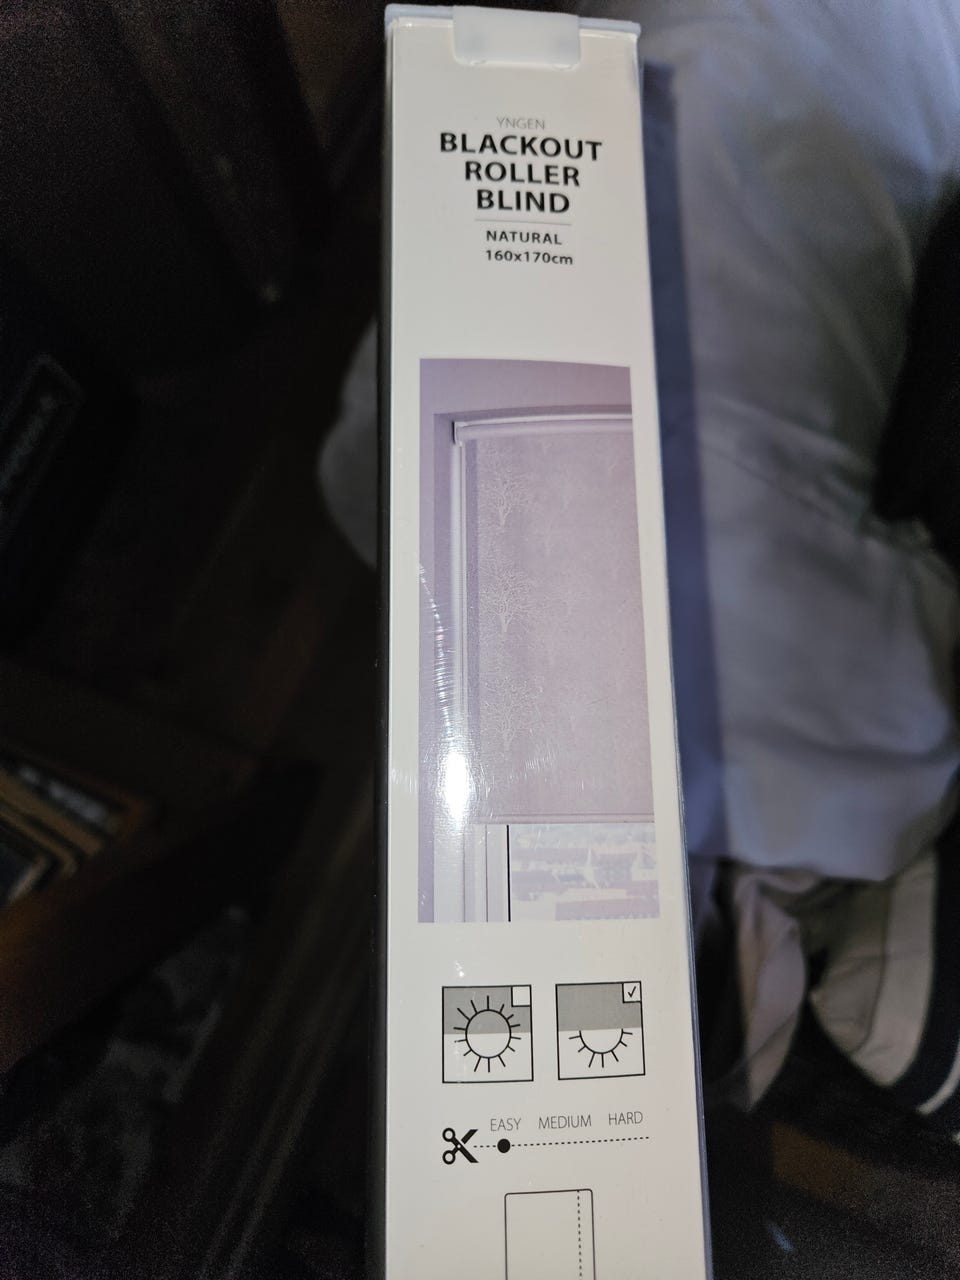 YNGEN
BLACKOUT
ROLLER
BLIND
NATURAL
160x170cm
EASY MEDIUM HARD